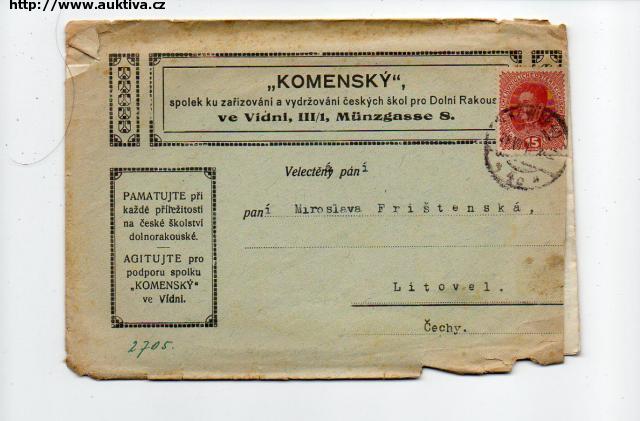 http://www.auktiva.cz
„KOMENSKÝ“,
spolek ku zařizování a vydržování českých škol pro Dolní Rakous
ve Vídni, III/1, Münzgasse 8.
15
Velectěný pání
PAMATUJTE při
každé příležitosti
na české školství
dolnorakouské.
AGITUJTE pro
podporu spolku
„KOMENSKÝ“
ve Vídni.
paní Miroslava Frištenská,
Litovel.
Čechy.
2705.